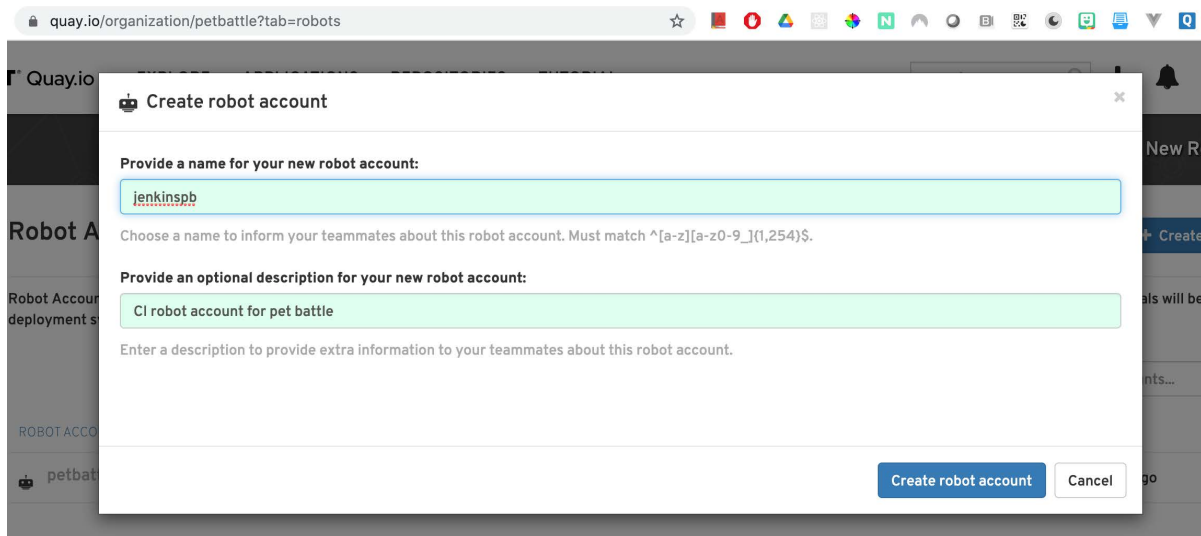 quay.io/organization/petbattle?tab=robots
Quay.io
Create robot account
×
New R
Provide a name for your new robot account:
jenkinspb
Robot A
Choose a name to inform your teammates about this robot account. Must match ^[a-z][a-z0-9_]{1,254}$.
+ Create
Provide an optional description for your new robot account:
Robot Accoun
als will be
CI robot account for pet battle
deployment s
Enter a description to provide extra information to your teammates about this robot account.
nts...
ROBOT ACCO
petbat
Create robot account
Cancel
go